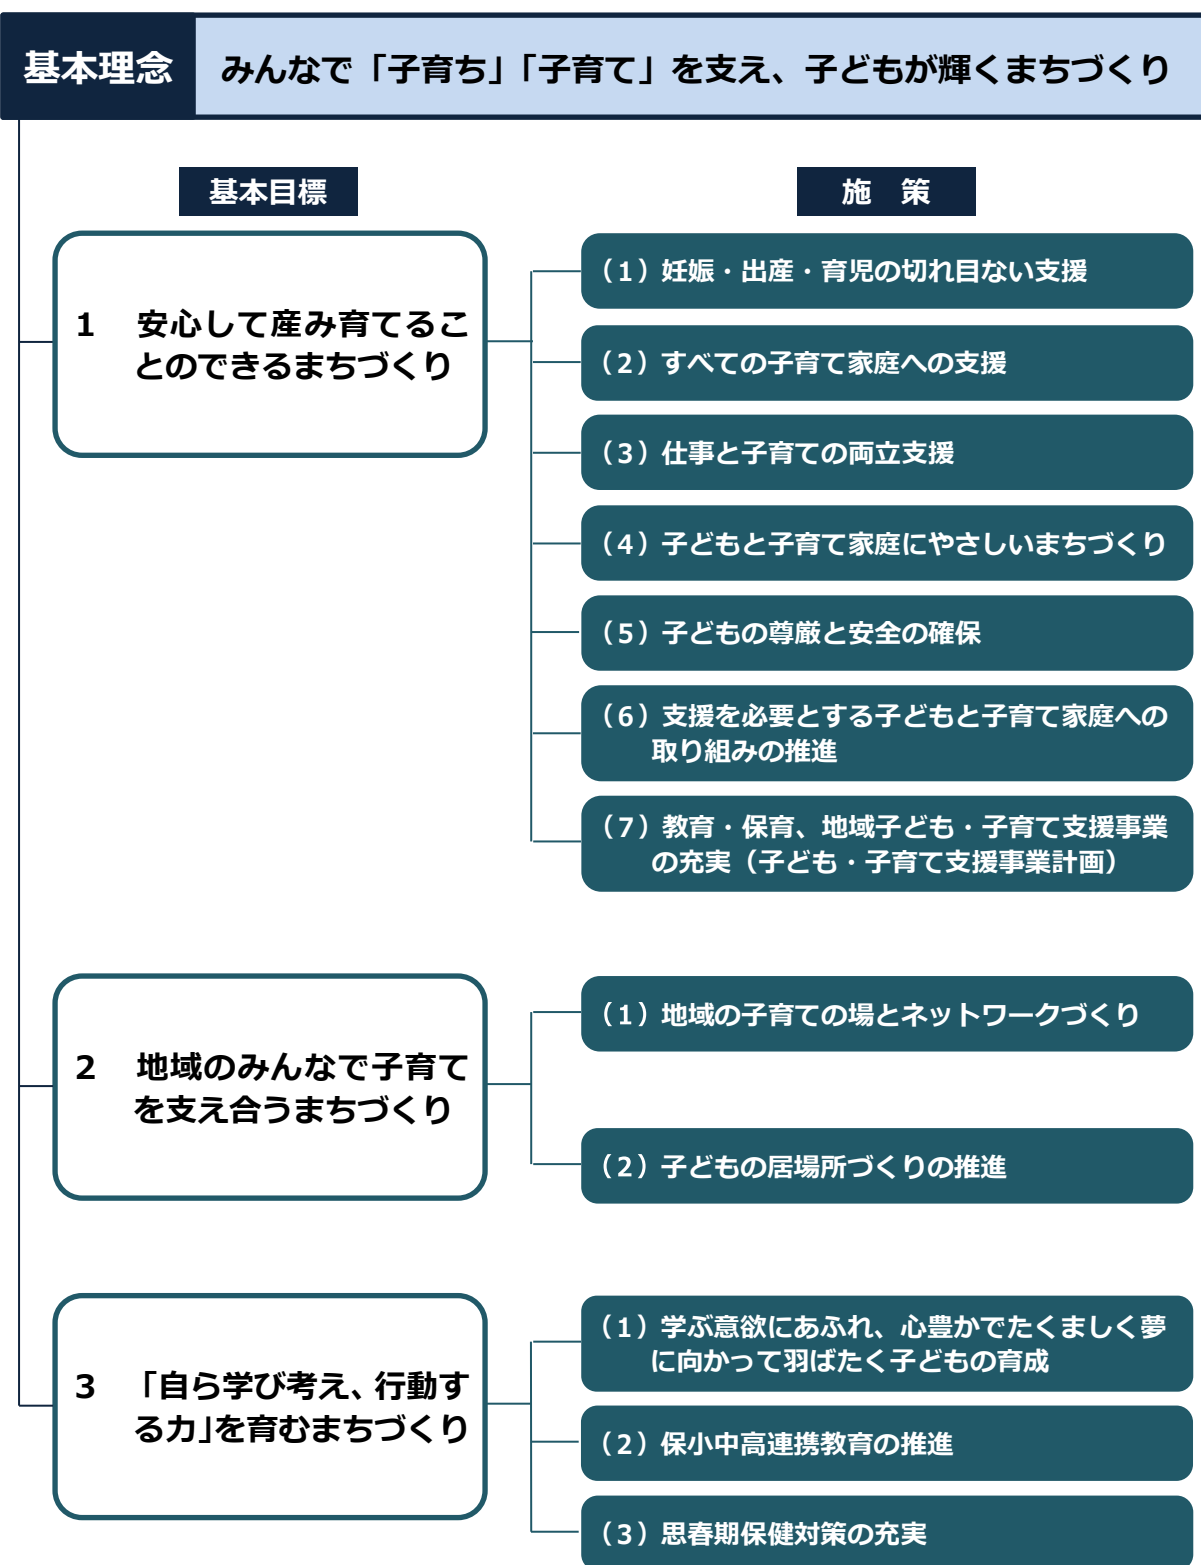 基本理念
みんなで「子育ち」「子育て」を支え、子どもが輝くまちづくり
基本目標
施　策
1　安心して産み育てるこ
とのできるまちづくり
（1）妊娠・出産・育児の切れ目ない支援
（2）すべての子育て家庭への支援
（3）仕事と子育ての両立支援
（4）子どもと子育て家庭にやさしいまちづくり
（5）子どもの尊厳と安全の確保
（6）支援を必要とする子どもと子育て家庭への
取り組みの推進
（7）教育・保育、地域子ども・子育て支援事業
の充実（子ども・子育て支援事業計画）
2　地域のみんなで子育て
を支え合うまちづくり
（1）地域の子育ての場とネットワークづくり
（2）子どもの居場所づくりの推進
3　「自ら学び考え、行動す
る力」を育むまちづくり
（1）学ぶ意欲にあふれ、心豊かでたくましく夢
に向かって羽ばたく子どもの育成
（2）保小中高連携教育の推進
（3）思春期保健対策の充実